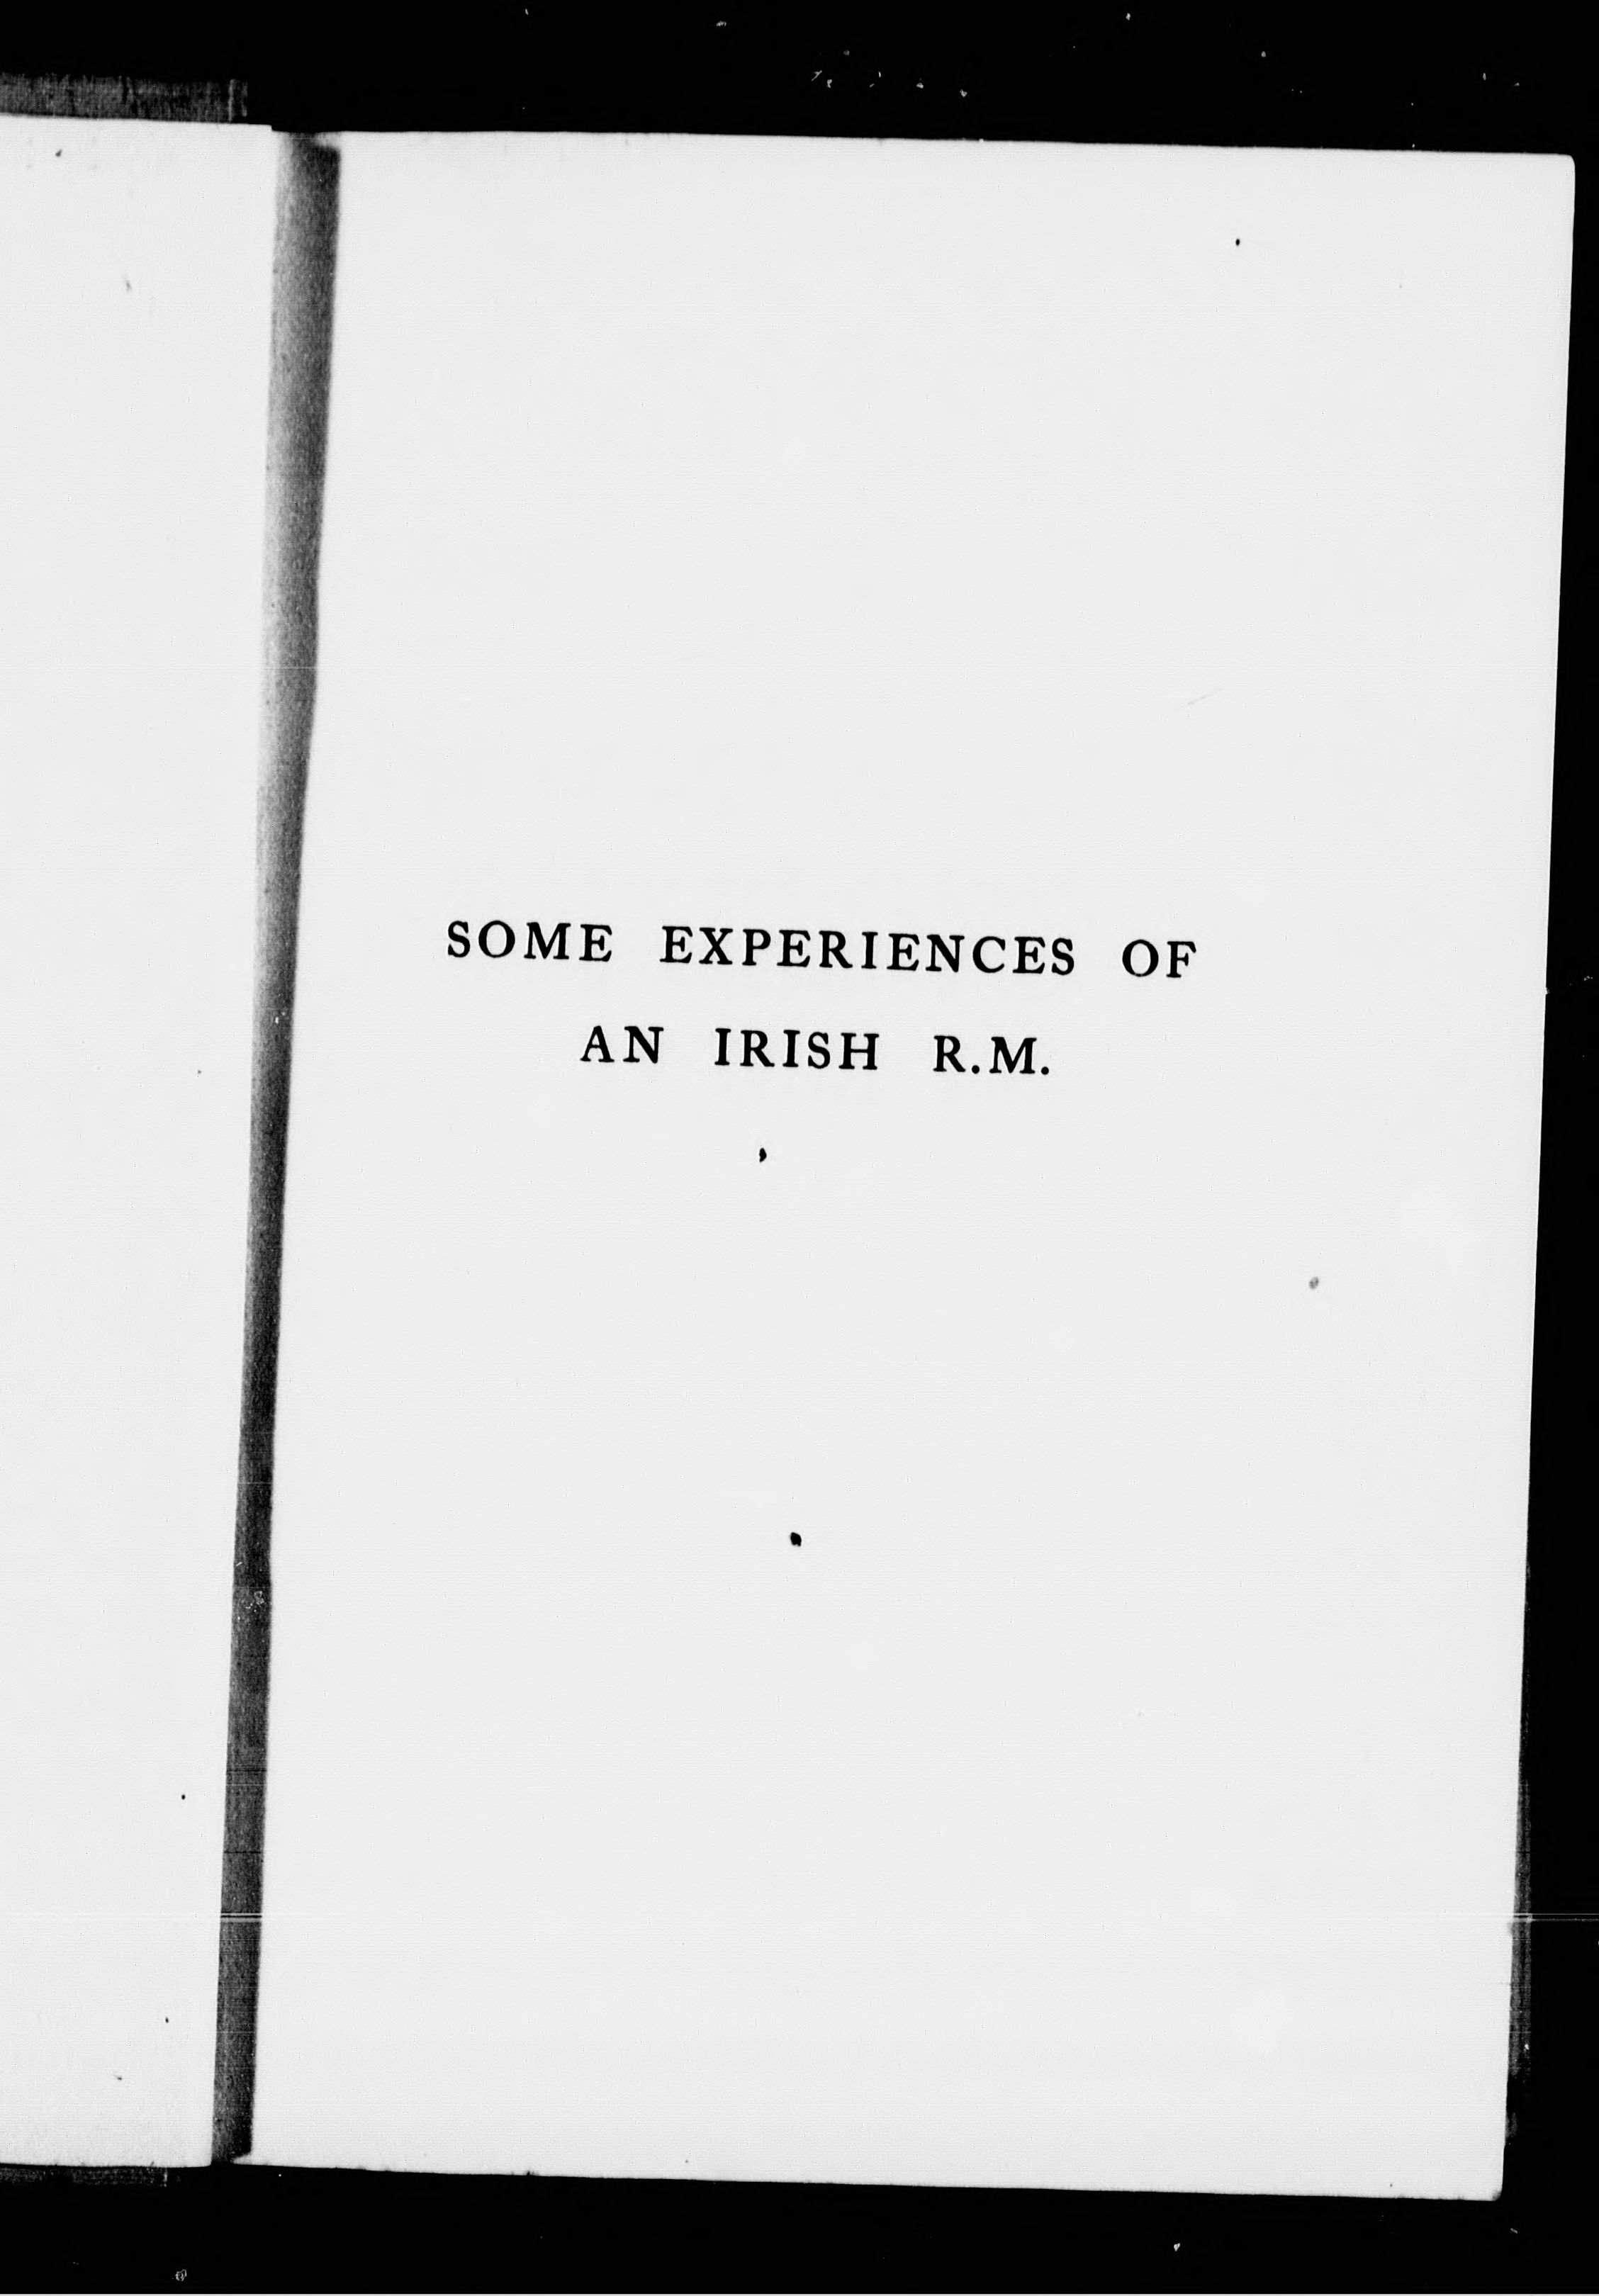 SOME EXPERIENCES OF
AN IRISH R.M.